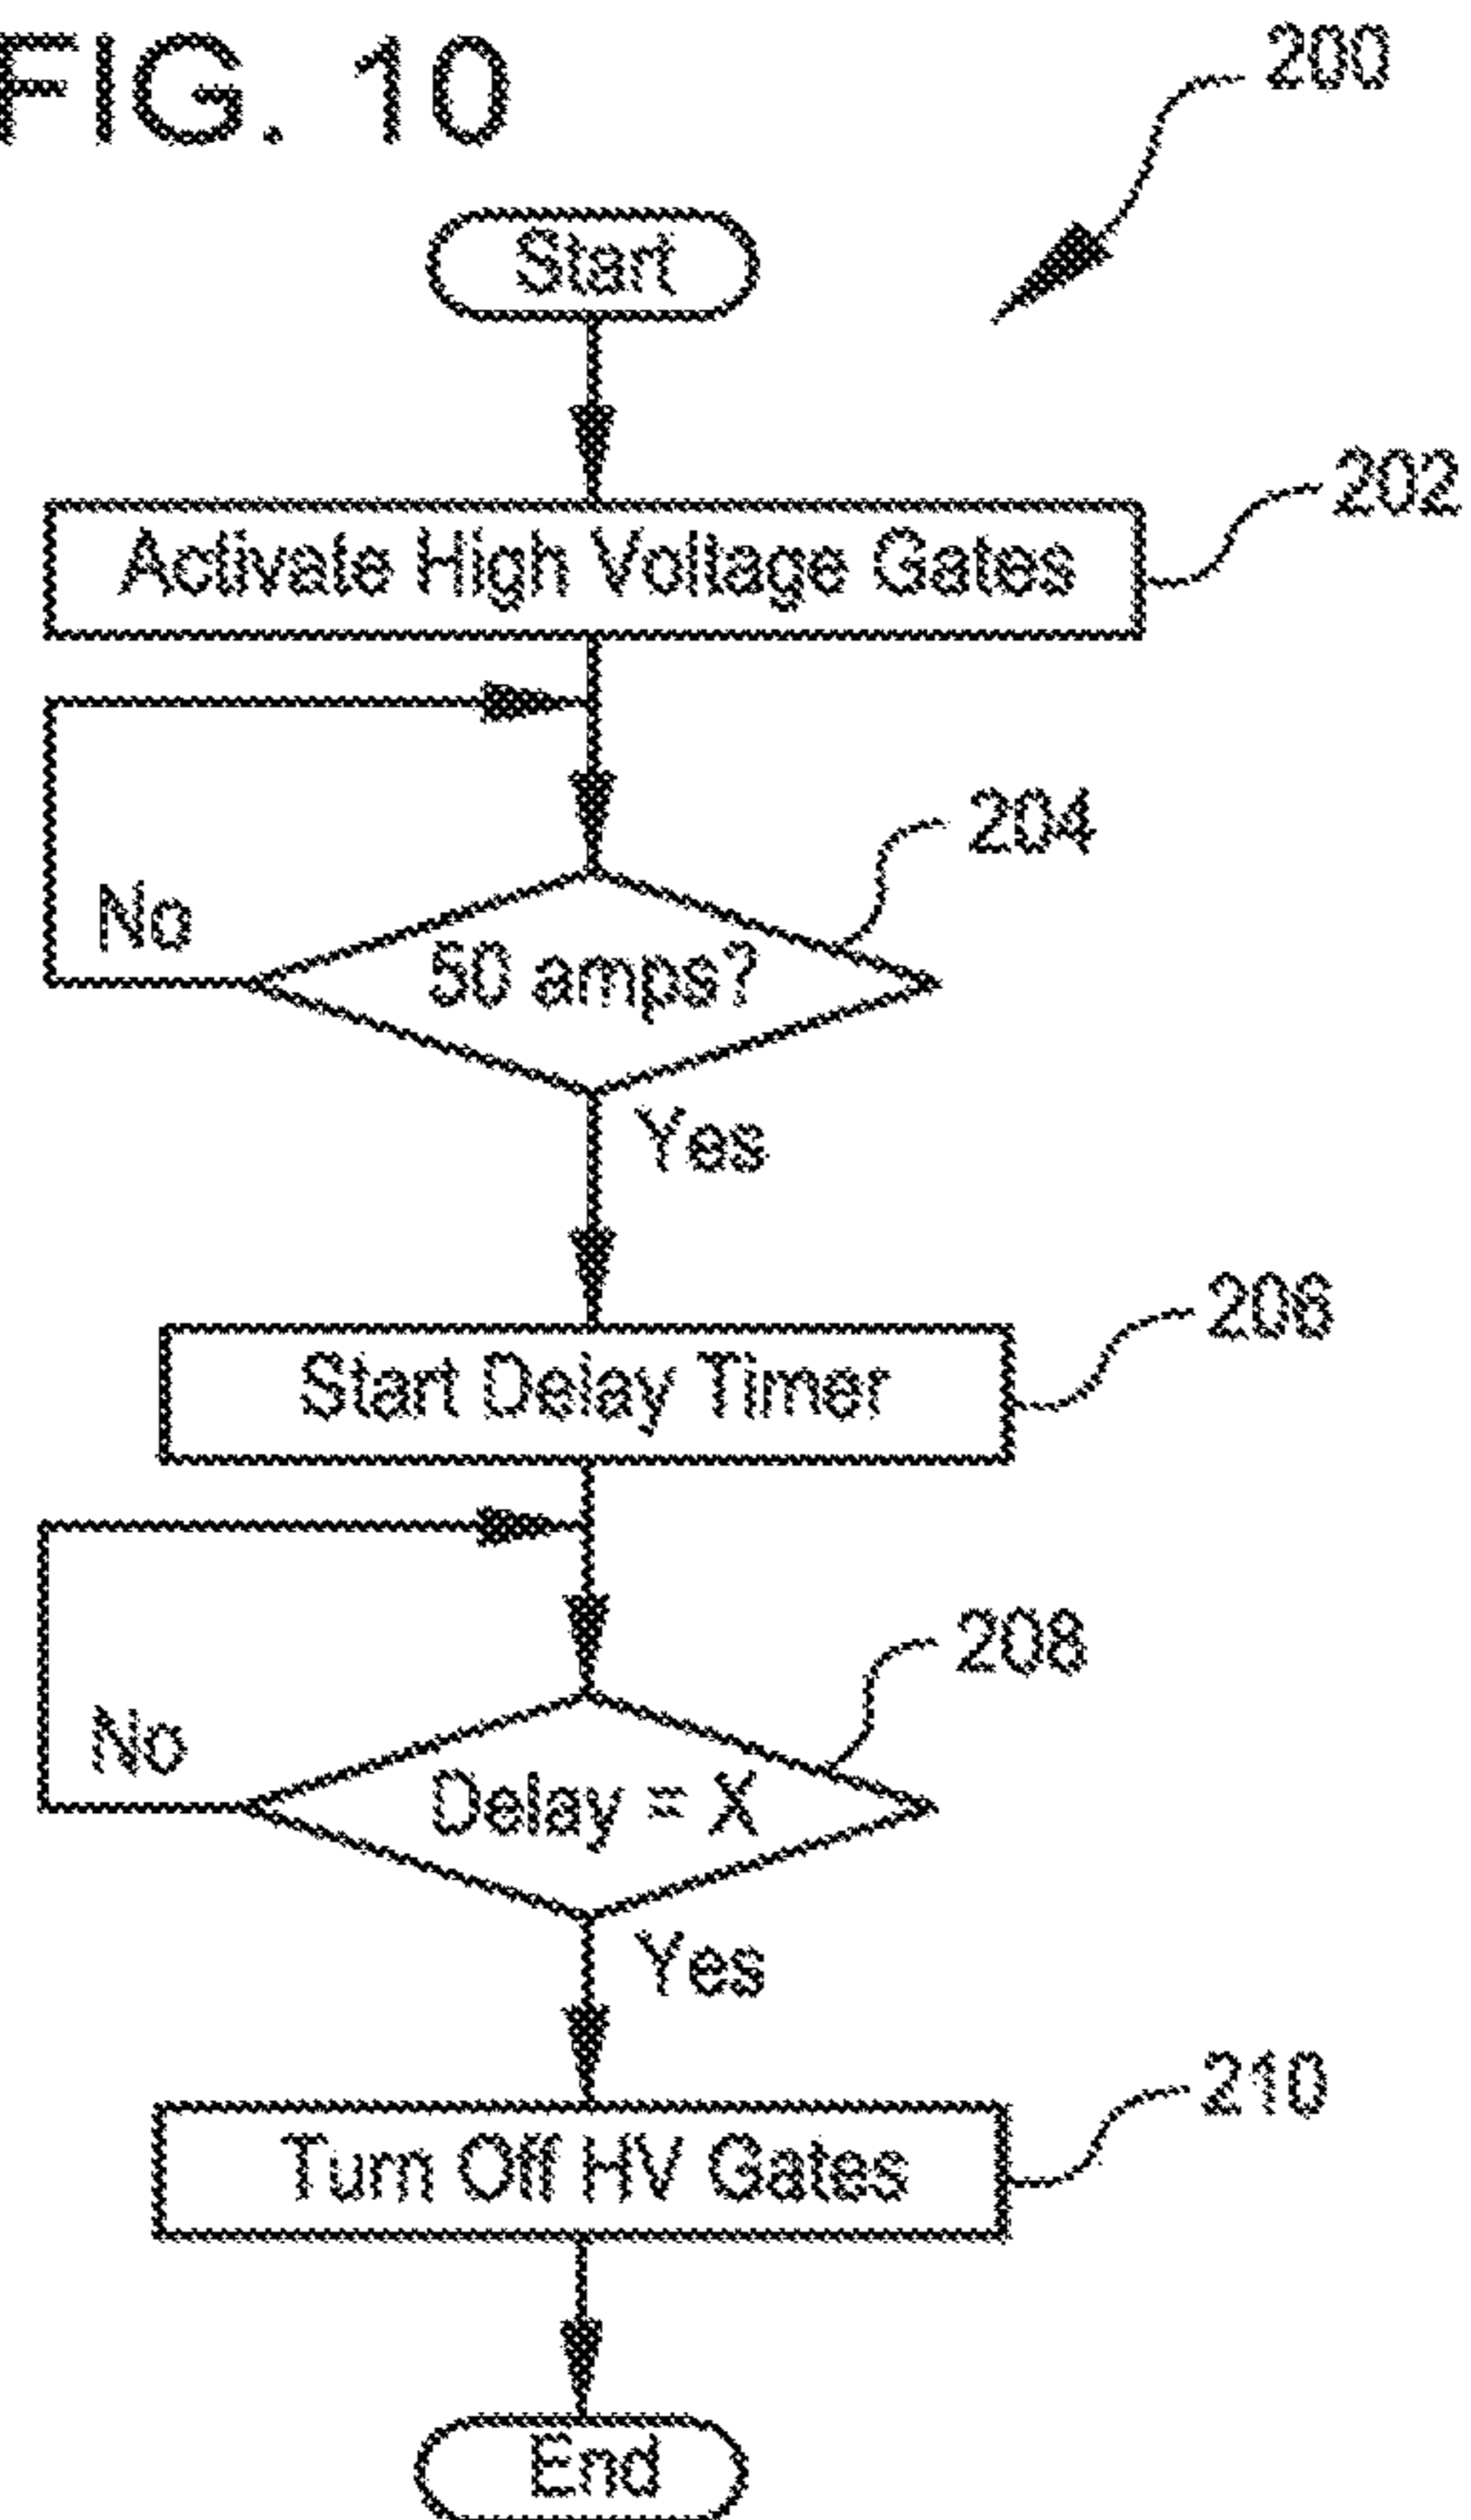 FIG. 10
200
Start
Activate High Voltage Gates
202
204
No
50 amps?
Yes
206
Start Delay Timer
208
No
Delay = X
Yes
210
Turn Off HV Gates
End